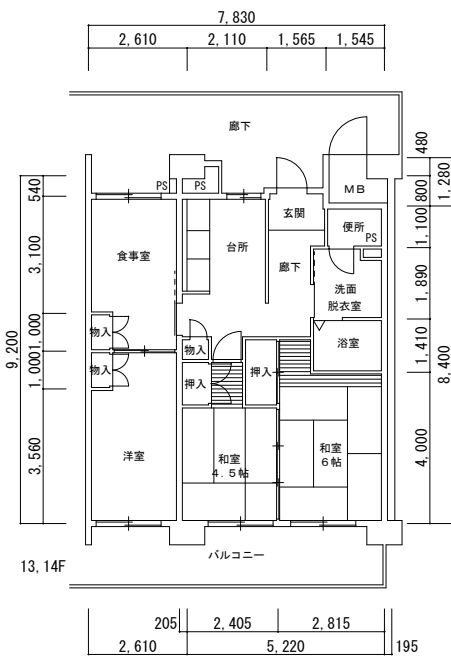 7,830
2,610 2,110 1,565 1,545
廊下
480
1,280
540
PS PS
MB
800
玄関
便所
PS
1,100
食事室
台所
3,100
廊下
洗面
脱衣室
1,890
9,200
1,000
物入
物入
浴室
1,410
8,400
1,000
物入
押入
押入
3,560
洋室
和室
4.5帖
和室
6帖
4,000
バルコニー
13,14F
205 2,405 2,815
2,610 5,220 195